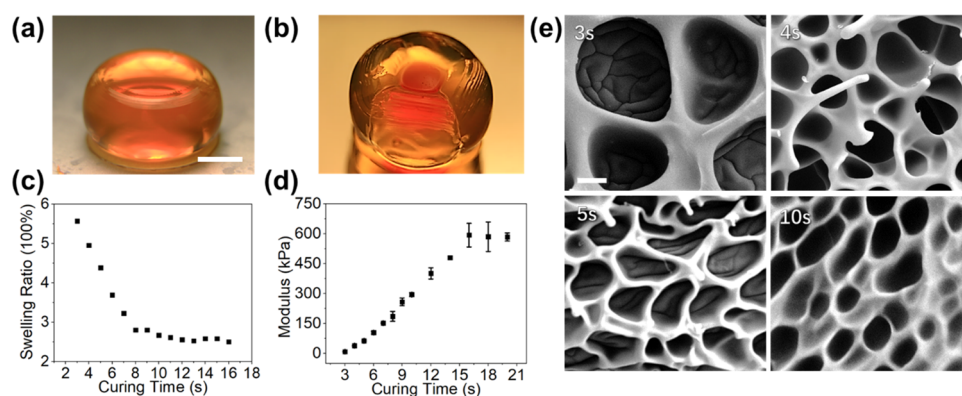 (a)
(b)
(e)
3s
4s
5s
10s
(c)
Swelling Ratio (100%)
6
5
4
3
2
2 4 6 8 10 12 14 16 18
Curing Time (s)
(d)
Modulus (kPa)
750
600
450
300
150
0
3 6 9 12 15 18 21
Curing Time (s)